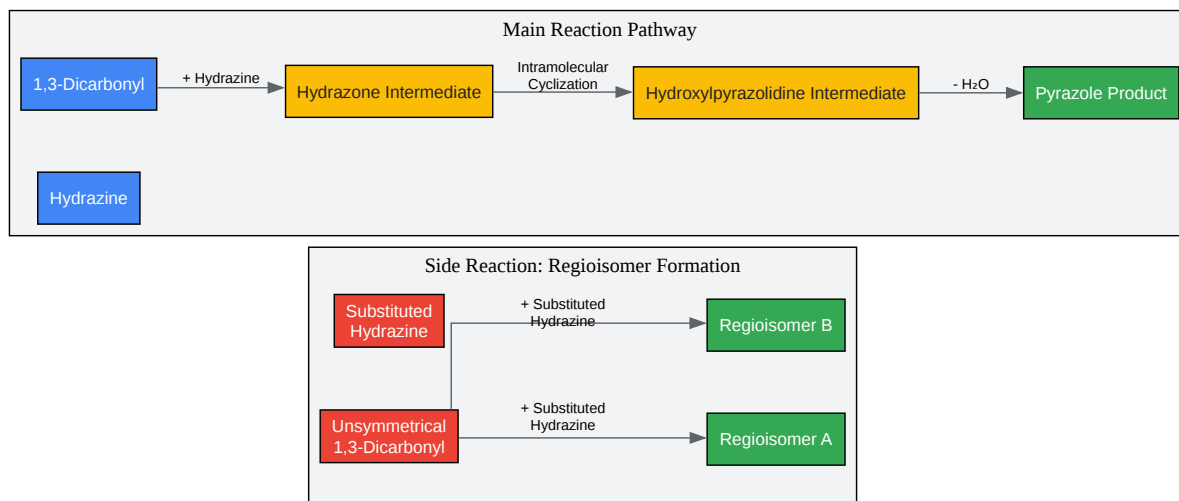 Main Reaction Pathway
1,3-Dicarbonyl
+ Hydrazine
Hydrazone Intermediate
Intramolecular
Cyclization
Hydroxylpyrazolidine Intermediate
- H₂O
Pyrazole Product
Hydrazine
Side Reaction: Regioisomer Formation
Substituted
Hydrazine
+ Substituted
Hydrazine
Regioisomer B
Unsymmetrical
1,3-Dicarbonyl
+ Substituted
Hydrazine
Regioisomer A